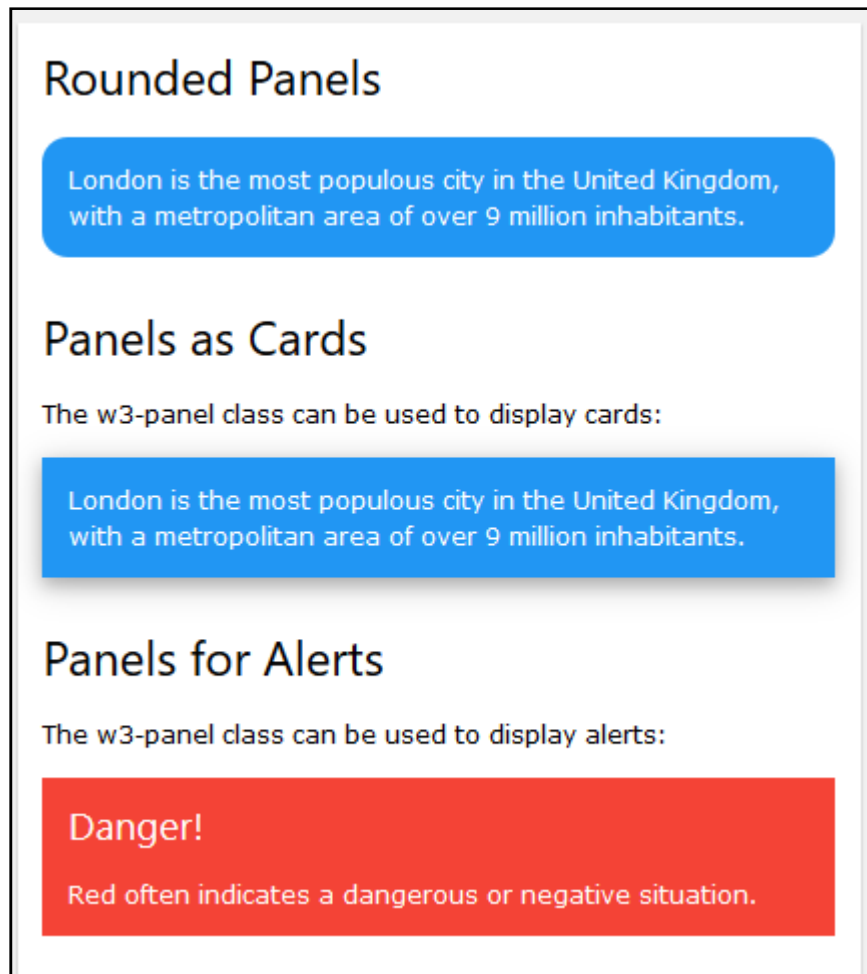 Rounded Panels
London is the most populous city in the United Kingdom,
with a metropolitan area of over 9 million inhabitants.
Panels as Cards
The w3-panel class can be used to display cards:
London is the most populous city in the United Kingdom,
with a metropolitan area of over 9 million inhabitants.
Panels for Alerts
The w3-panel class can be used to display alerts:
Danger!
Red often indicates a dangerous or negative situation.